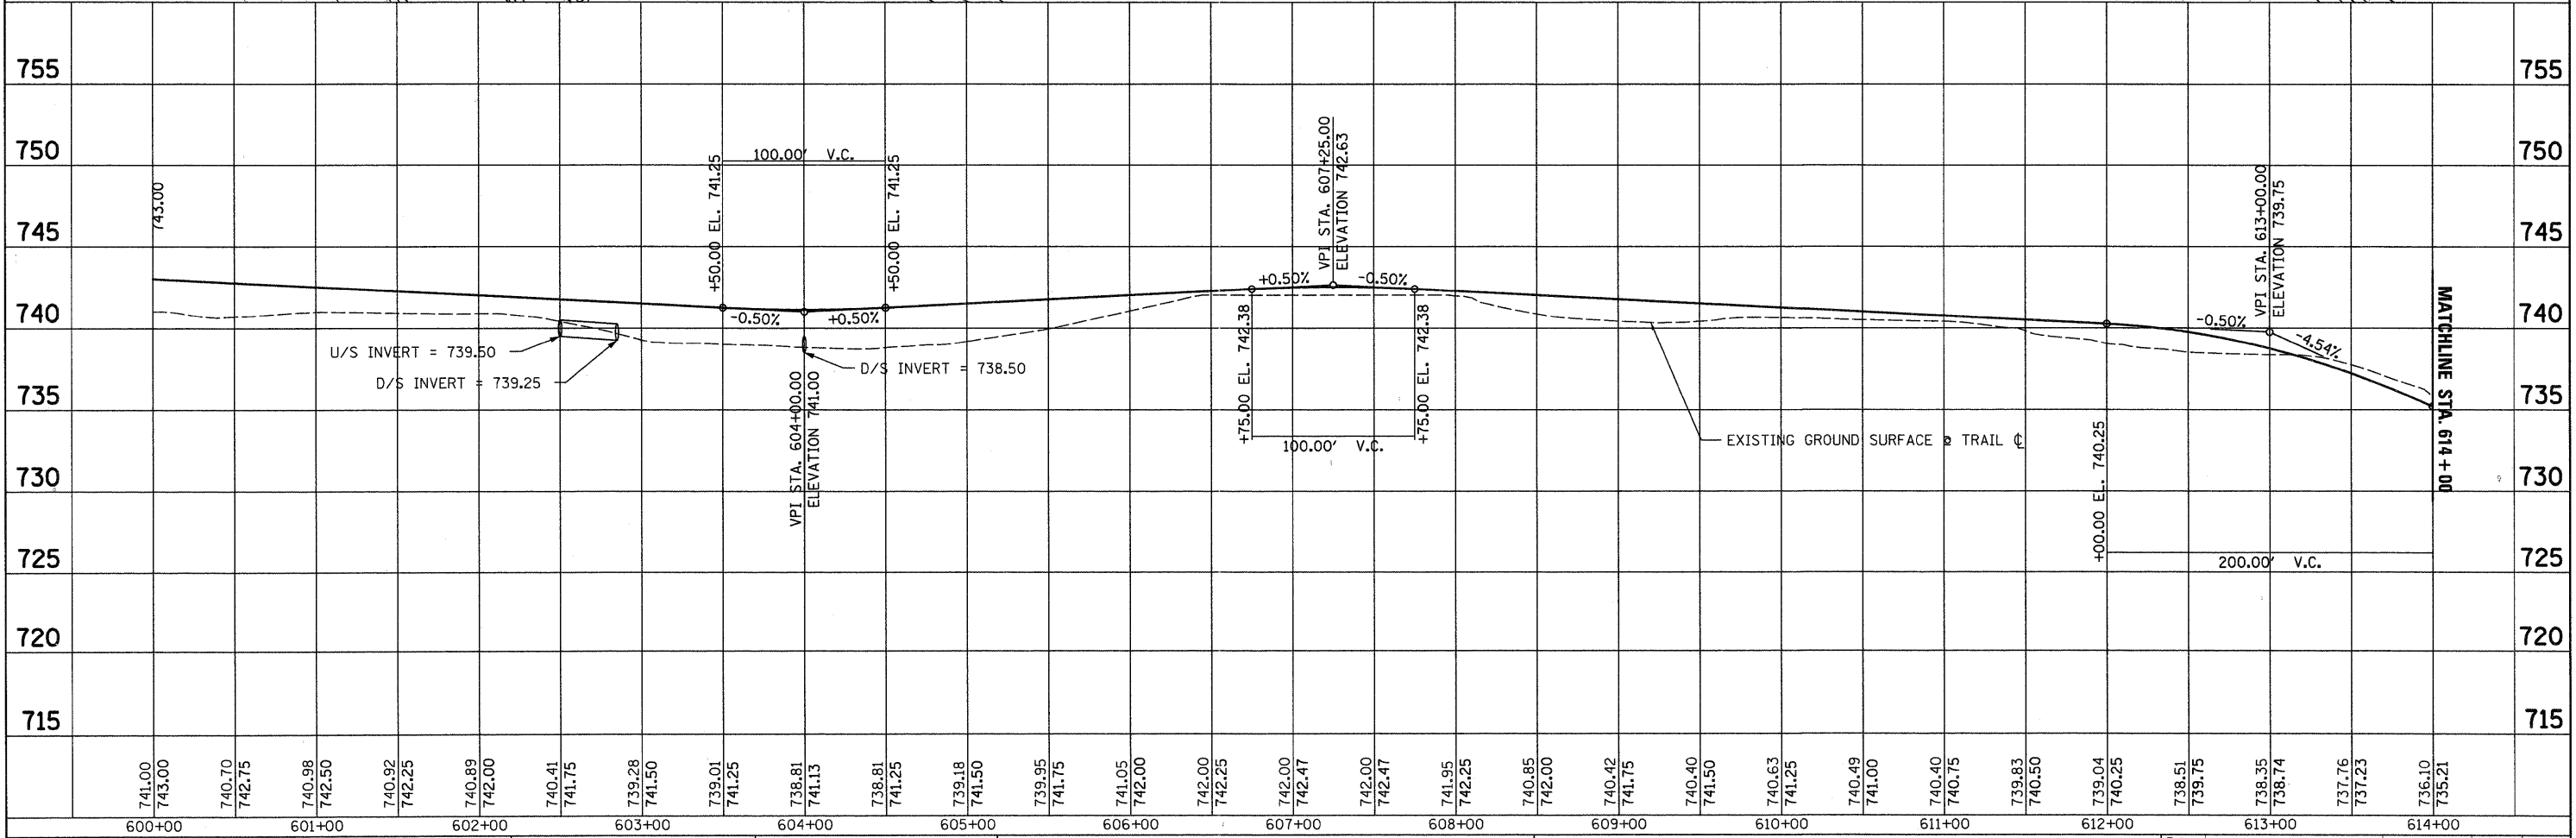 755 755
750 750
745 745
740 740
735 735
730 730
725 725
720 720
715 715
743.00
+50.00 EL. 741.25
100.00' V.C.
+50.00 EL. 741.25
-0.50% +0.50%
U/S INVERT = 739.50
D/S INVERT = 739.25
D/S INVERT = 738.50
VPI STA. 604+00.00
ELEVATION 741.00
VPI STA. 607+25.00
ELEVATION 742.63
+0.50% -0.50%
+75.00 EL. 742.38
100.00' V.C.
+75.00 EL. 742.38
EXISTING GROUND SURFACE @ TRAIL ℄
VPI STA. 613+00.00
ELEVATION 739.75
-0.50% -4.54%
+00.00 EL. 740.25
200.00' V.C.
MATCHLINE STA. 614+00
741.00 743.00
740.70 742.75
740.98 742.50
740.92 742.25
740.89 742.00
740.41 741.75
739.28 741.50
739.01 741.25
738.81 741.13
738.81 741.25
739.18 741.50
739.95 741.75
741.05 742.00
742.00 742.25
742.00 742.47
742.00 742.47
741.95 742.25
740.85 742.00
740.42 741.75
740.40 741.50
740.63 741.25
740.49 741.00
740.40 740.75
739.83 740.50
739.04 740.25
738.51 739.75
738.35 738.74
737.76 737.23
736.10 735.21
600+00 601+00 602+00 603+00 604+00 605+00 606+00 607+00 608+00 609+00 610+00 611+00 612+00 613+00 614+00